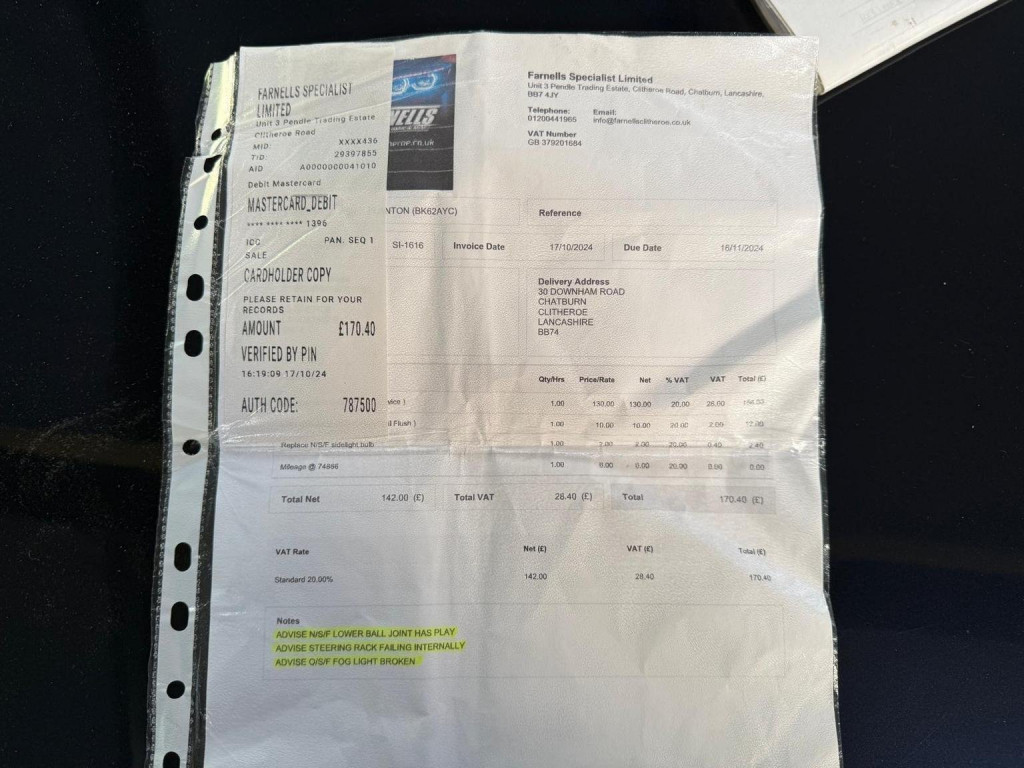 FARNELLS SPECIALIST
LIMITED
Unit 3 Pendle Trading Estate
Clitheroe Road
MID: XXXX436
TID: 29397855
AID A0000000041010
Debit Mastercard
MASTERCARD_DEBIT
**** **** **** 1396
ICC PAN. SEQ 1
SALE
CARDHOLDER COPY
PLEASE RETAIN FOR YOUR
RECORDS
AMOUNT £170.40
VERIFIED BY PIN
16:19:09 17/10/24
AUTH CODE: 787500
Farnells Specialist Limited
Unit 3 Pendle Trading Estate, Clitheroe Road, Chatburn, Lancashire,
BB7 4JY
Telephone: Email:
01200441965 info@farnellsclitheroe.co.uk
VAT Number
GB 379201684
NTON (BK62AYC) Reference
SI-1616 Invoice Date 17/10/2024 Due Date 16/11/2024
Delivery Address
30 DOWNHAM ROAD
CHATBURN
CLITHEROE
LANCASHIRE
BB74
Qty/Hrs Price/Rate Net % VAT VAT Total (£)
vice ) 1.00 130.00 130.00 20.00 26.00
l Flush ) 1.00 10.00 10.00 20.00 2.00 12.00
Replace N/S/F sidelight bulb 1.00 2.00 2.00 20.00 0.40 2.40
Mileage @ 1.00 0.00 0.00 20.00 0.00 0.00
Total Net 142.00 (£) Total VAT 28.40 (£) Total 170.40 (£)
VAT Rate Net (£) VAT (£) Total (£)
Standard 20.00% 142.00 28.40 170.40
Notes
ADVISE N/S/F LOWER BALL JOINT HAS PLAY
ADVISE STEERING RACK FAILING INTERNALLY
ADVISE O/S/F FOG LIGHT BROKEN